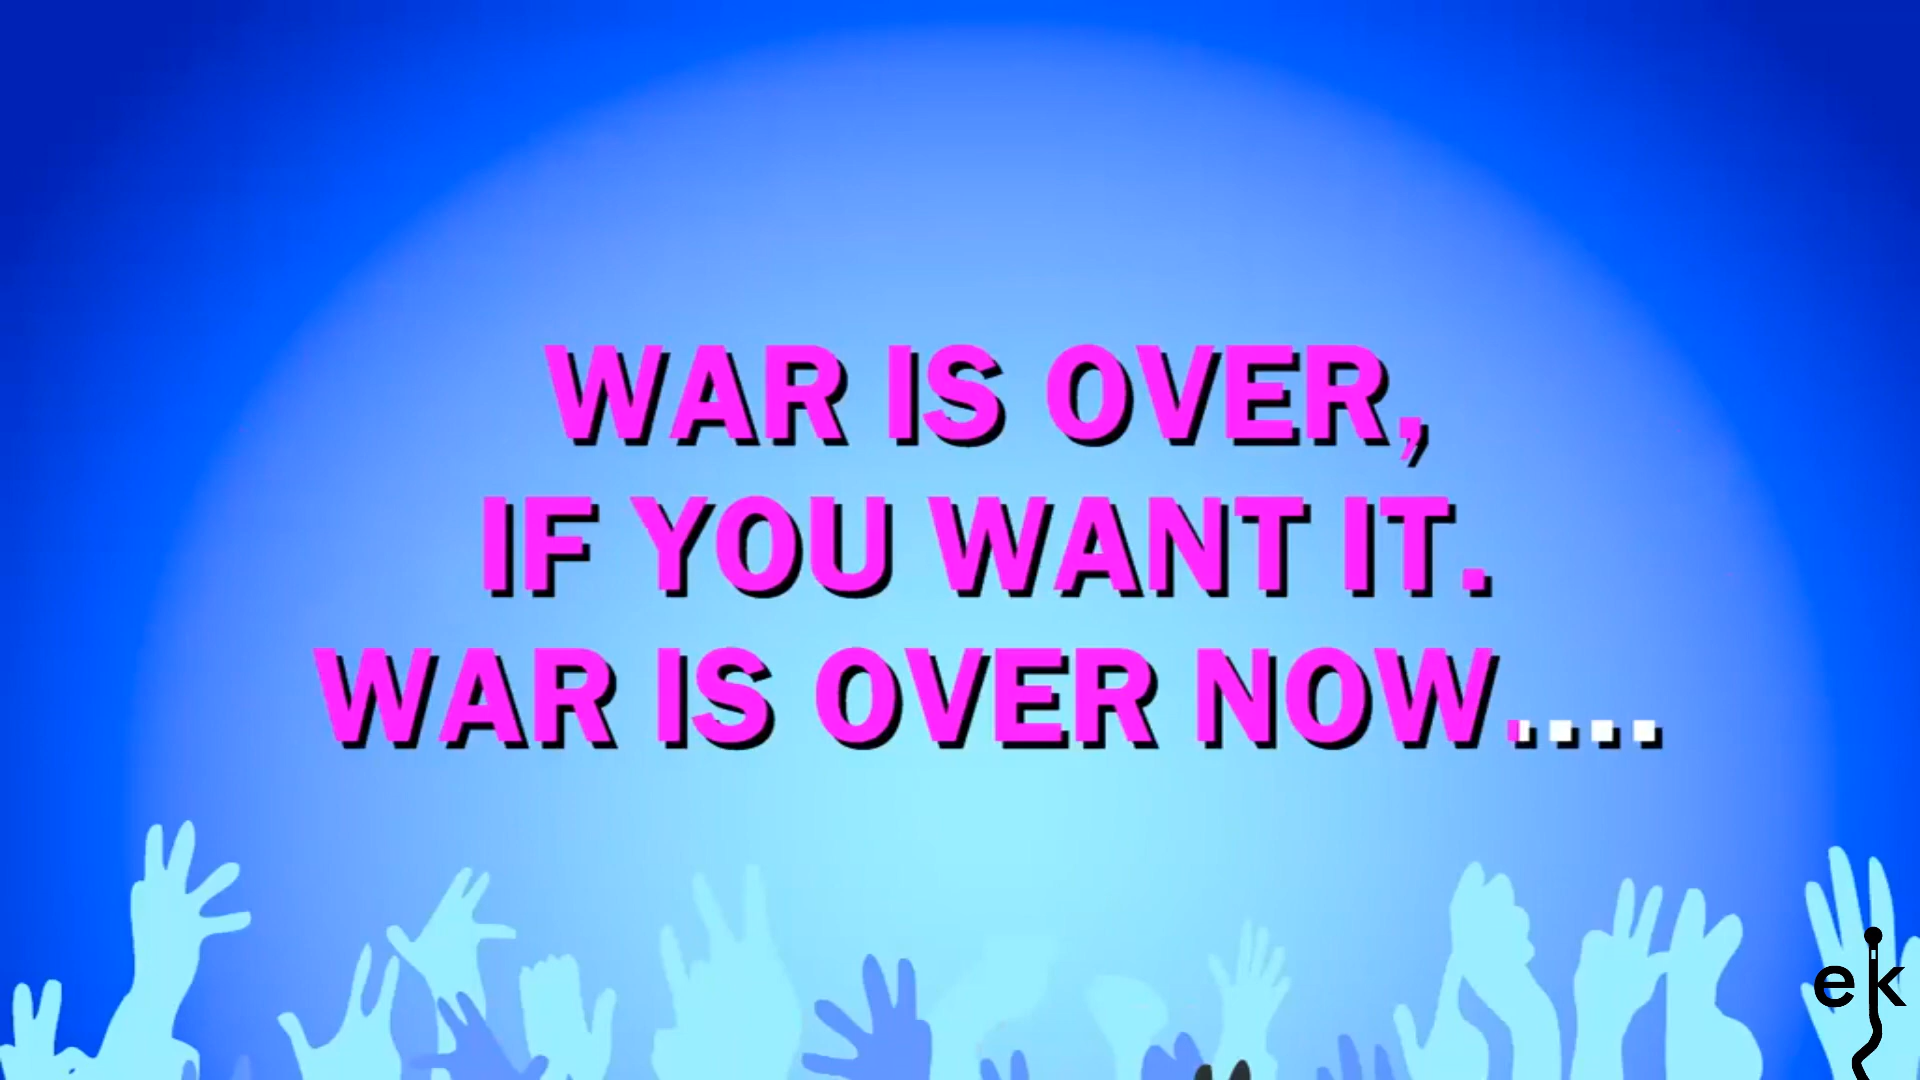 WAR IS OVER,
IF YOU WANT IT.
WAR IS OVER NOW....
ek